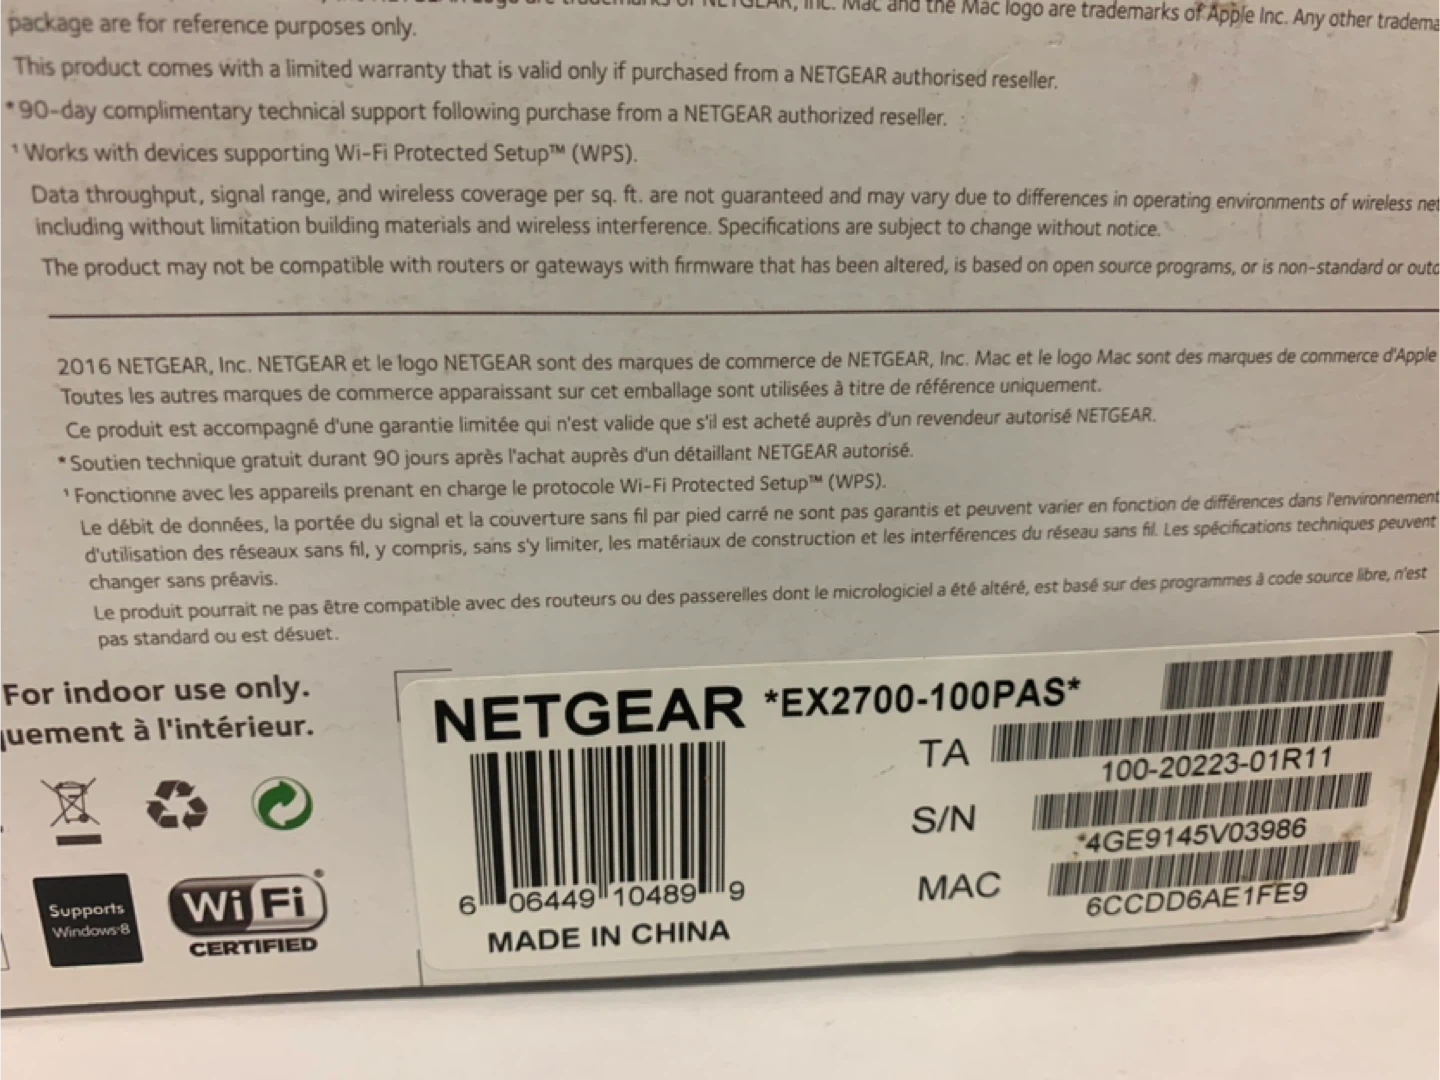 NETGEAR, Inc. Mac and the Mac logo are trademarks of Apple Inc. Any other
package are for reference purposes only.
This product comes with a limited warranty that is valid only if purchased from a NETGEAR authorised reseller.
*90-day complimentary technical support following purchase from a NETGEAR authorized reseller.
¹ Works with devices supporting Wi-Fi Protected Setup™ (WPS).
Data throughput, signal range, and wireless coverage per sq. ft. are not guaranteed and may vary due to differences in operating environments of wireless
including without limitation building materials and wireless interference. Specifications are subject to change without notice.
The product may not be compatible with routers or gateways with firmware that has been altered, is based on open source programs, or is non-standard or
2016 NETGEAR, Inc. NETGEAR et le logo NETGEAR sont des marques de commerce de NETGEAR, Inc. Mac et le logo Mac sont des marques de commerce d'Apple
Toutes les autres marques de commerce apparaissant sur cet emballage sont utilisées à titre de référence uniquement.
Ce produit est accompagné d'une garantie limitée qui n'est valide que s'il est acheté auprès d'un revendeur autorisé NETGEAR.
* Soutien technique gratuit durant 90 jours après l'achat auprès d'un détaillant NETGEAR autorisé.
¹ Fonctionne avec les appareils prenant en charge le protocole Wi-Fi Protected Setup™ (WPS).
Le débit de données, la portée du signal et la couverture sans fil par pied carré ne sont pas garantis et peuvent varier en fonction de différences dans l'environnement
d'utilisation des réseaux sans fil, y compris, sans s'y limiter, les matériaux de construction et les interférences du réseau sans fil. Les spécifications techniques peuvent
changer sans préavis.
Le produit pourrait ne pas être compatible avec des routeurs ou des passerelles dont le micrologiciel a été altéré, est basé sur des programmes à code source libre, n'est
pas standard ou est désuet.
For indoor use only.
uement à l'intérieur.
Supports
Windows 8
Wi Fi
CERTIFIED
NETGEAR *EX2700-100PAS*
TA
100-20223-01R11
S/N
*4GE9145V03986
MAC
6CCDD6AE1FE9
6 06449 10489 9
MADE IN CHINA